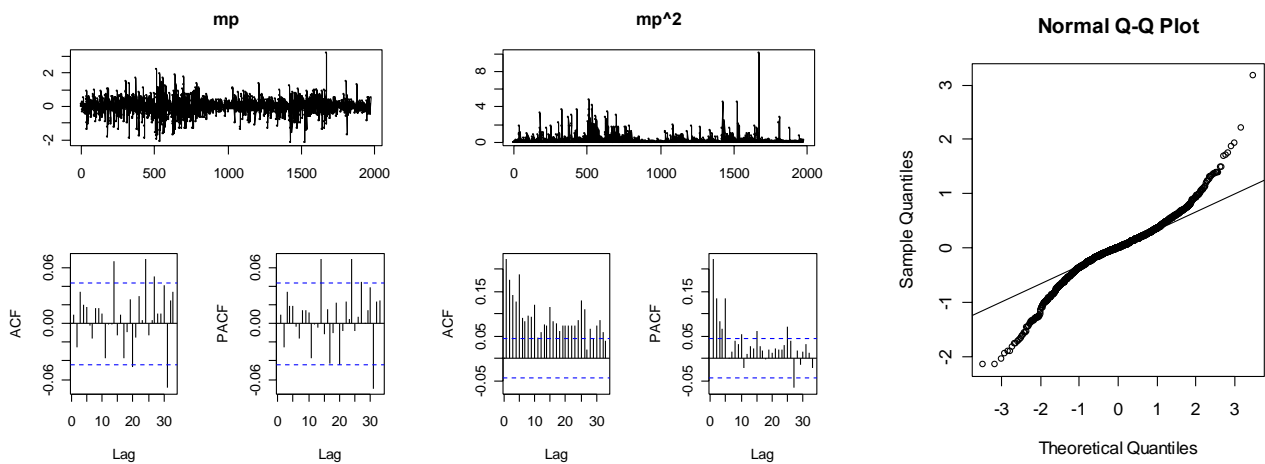 mp
2
0
-2
0 500 1000 1500 2000
ACF
0.06
0.00
-0.06
0 10 20 30
Lag
PACF
0.06
0.00
-0.06
0 10 20 30
Lag
mp^2
8
4
0
0 500 1000 1500 2000
ACF
0.15
0.05
-0.05
0 10 20 30
Lag
PACF
0.15
0.05
-0.05
0 10 20 30
Lag
Normal Q-Q Plot
Sample Quantiles
3
2
1
0
-1
-2
-3 -2 -1 0 1 2 3
Theoretical Quantiles